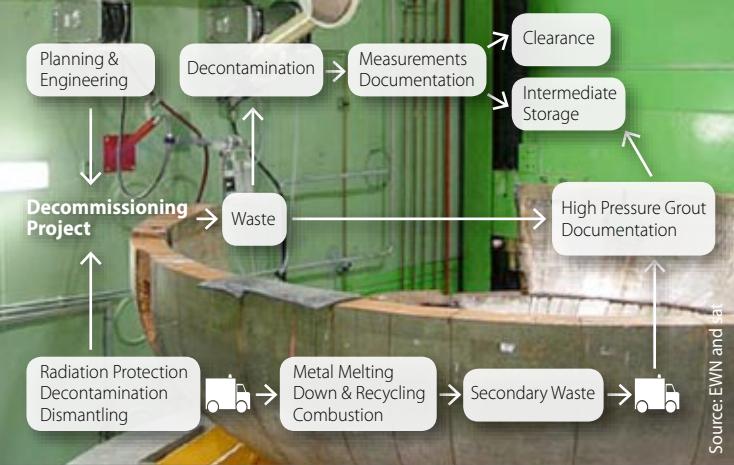 Planning &
Engineering
Decontamination
Measurements
Documentation
Clearance
Intermediate
Storage
Decommissioning
Project
Waste
High Pressure Grout
Documentation
Radiation Protection
Decontamination
Dismantling
Metal Melting
Down & Recycling
Combustion
Secondary Waste
Source: EWN and sat